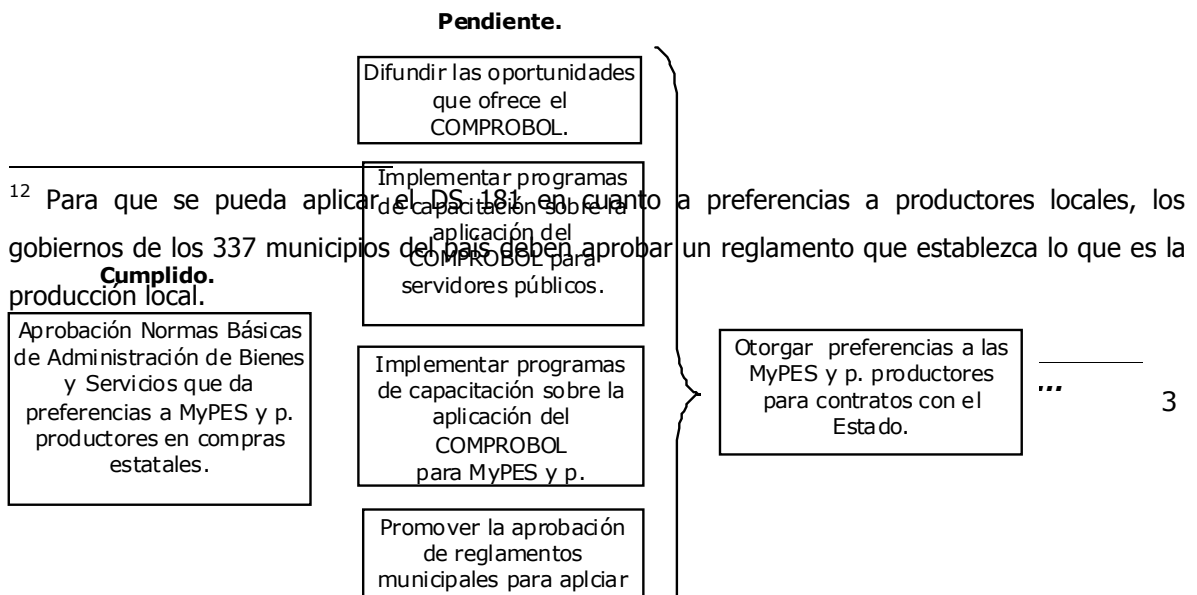 Pendiente.
Difundir las oportunidades
que ofrece el
COMPROBOL.
Implementar programas
de capacitación sobre la
aplicación del
COMPROBOL para
servidores públicos.
12 Para que se pueda aplicar el DS 181 en cuanto a preferencias a productores locales, los
gobiernos de los 337 municipios del país deben aprobar un reglamento que establezca lo que es la
producción local.
Cumplido.
Aprobación Normas Básicas
de Administración de Bienes
y Servicios que da
preferencias a MyPES y p.
productores en compras
estatales.
Implementar programas
de capacitación sobre la
aplicación del
COMPROBOL
para MyPES y p.
Promover la aprobación
de reglamentos
municipales para aplciar
Otorgar preferencias a las
MyPES y p. productores
para contratos con el
Estado.
...
3